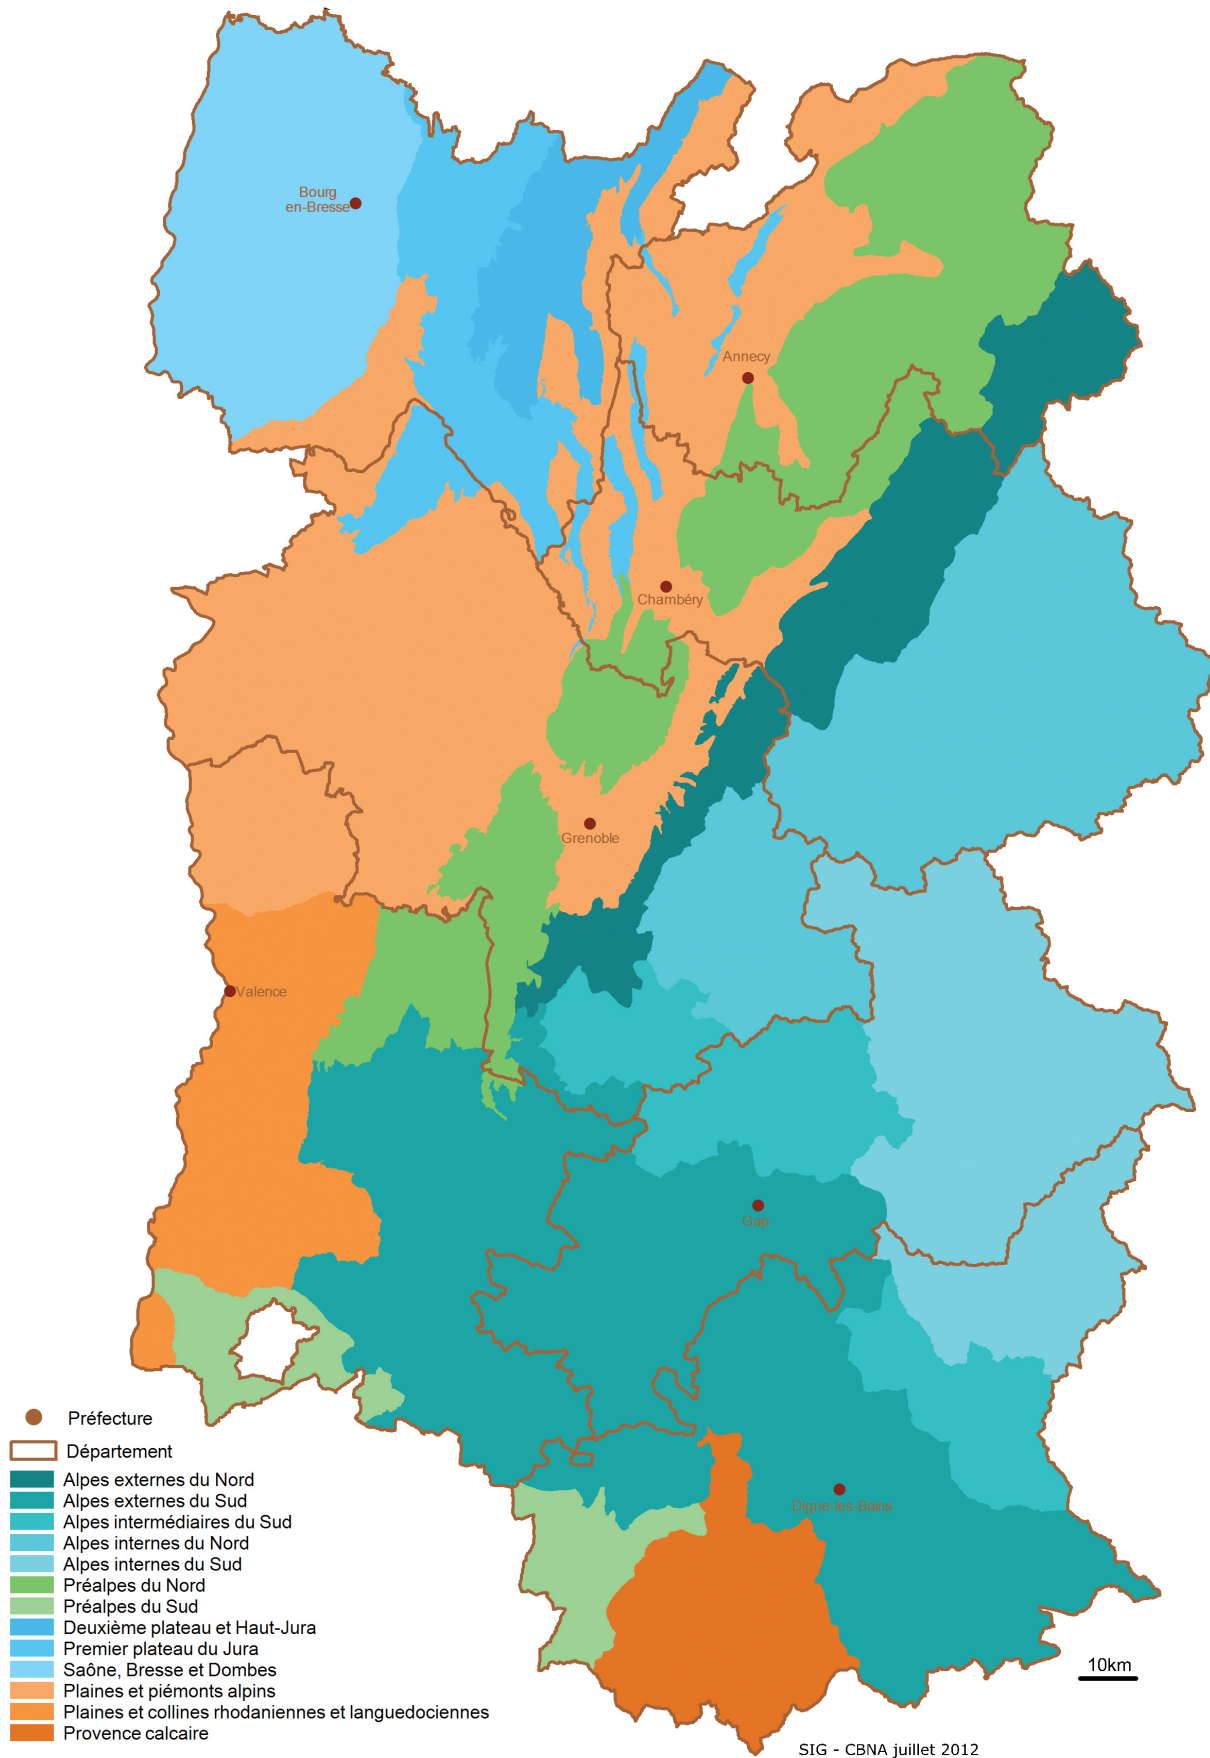 Bourg
en-Bresse
Annecy
Chambéry
Grenoble
Valence
Gap
Digne-les-Bains
Préfecture
Département
Alpes externes du Nord
Alpes externes du Sud
Alpes intermédiaires du Sud
Alpes internes du Nord
Alpes internes du Sud
Préalpes du Nord
Préalpes du Sud
Deuxième plateau et Haut-Jura
Premier plateau du Jura
Saône, Bresse et Dombes
Plaines et piémonts alpins
Plaines et collines rhodaniennes et languedociennes
Provence calcaire
10km
SIG - CBNA juillet 2012